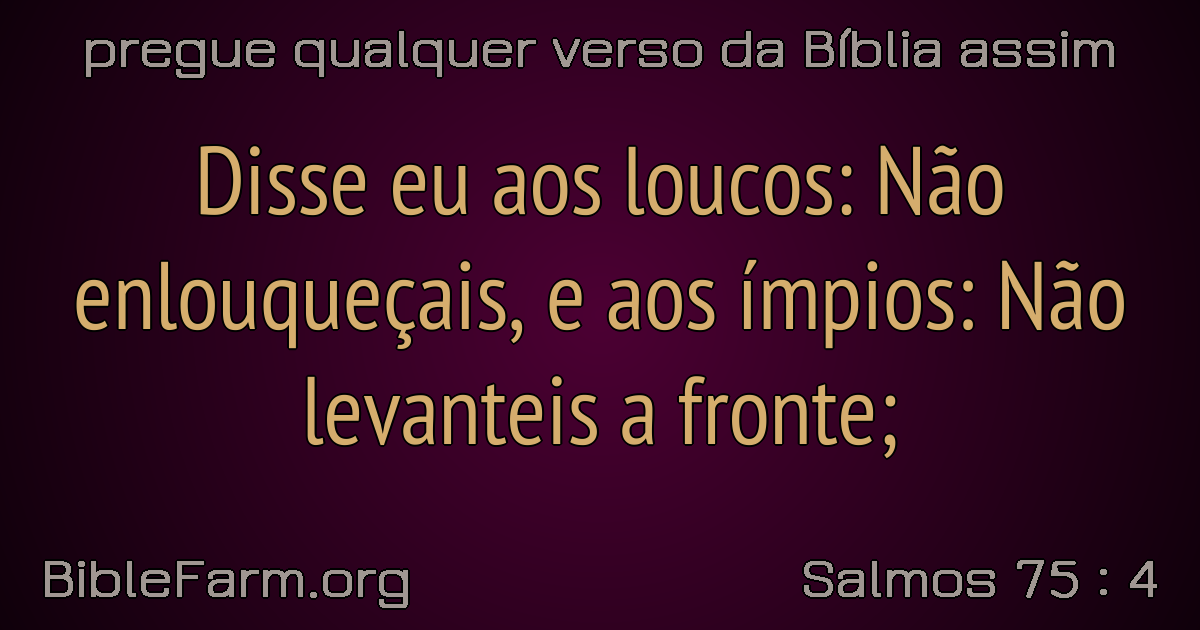 pregue qualquer verso da Bíblia assim
Disse eu aos loucos: Não
enlouqueçais, e aos ímpios: Não
levanteis a fronte;
BibleFarm.org
Salmos 75 : 4